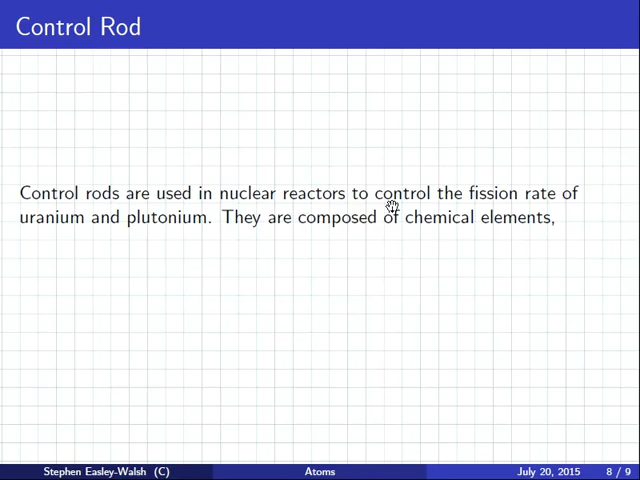 Control Rod
Control rods are used in nuclear reactors to control the fission rate of
uranium and plutonium. They are composed of chemical elements,
Stephen Easley-Walsh (C) Atoms July 20, 2015 8 / 9